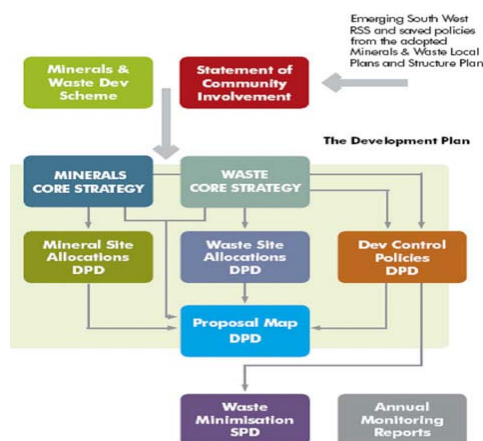 Emerging South West
RSS and saved policies
from the adopted
Minerals & Waste Local
Plans and Structure Plan
Minerals &
Waste Dev
Scheme
Statement of
Community
Involvement
The Development Plan
MINERALS
CORE STRATEGY
WASTE
CORE STRATEGY
Mineral Site
Allocations
DPD
Waste Site
Allocations
DPD
Dev Control
Policies
DPD
Proposal Map
DPD
Waste
Minimisation
SPD
Annual
Monitoring
Reports